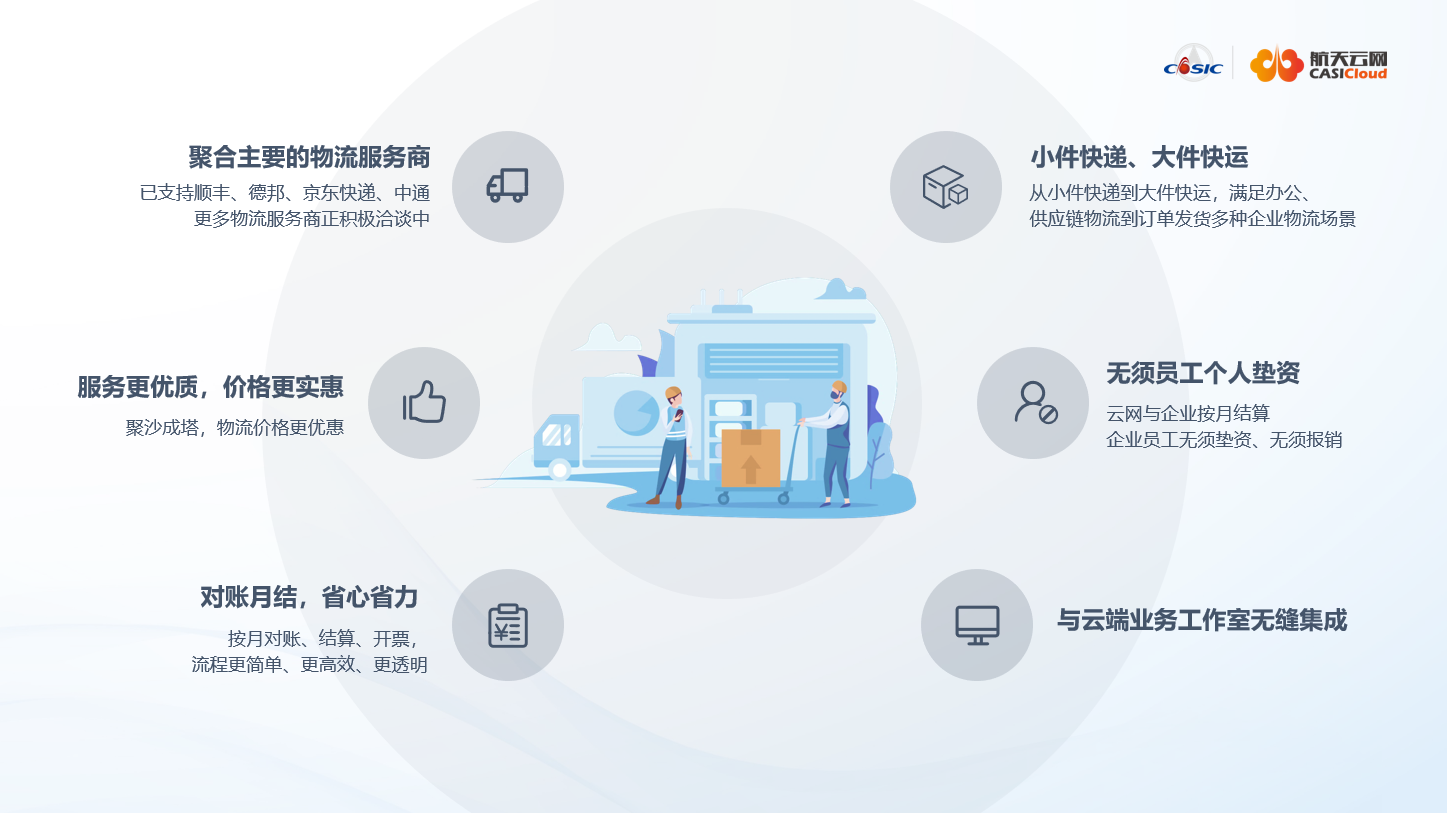 CASIC
航天云网
CASICloud
聚合主要的物流服务商
已支持顺丰、德邦、京东快递、中通
更多物流服务商正积极洽谈中
小件快递、大件快运
从小件快递到大件快运，满足办公、
供应链物流到订单发货多种企业物流场景
服务更优质，价格更实惠
聚沙成塔，物流价格更优惠
无须员工个人垫资
云网与企业按月结算
企业员工无须垫资、无须报销
对账月结，省心省力
按月对账、结算、开票，
流程更简单、更高效、更透明
与云端业务工作室无缝集成